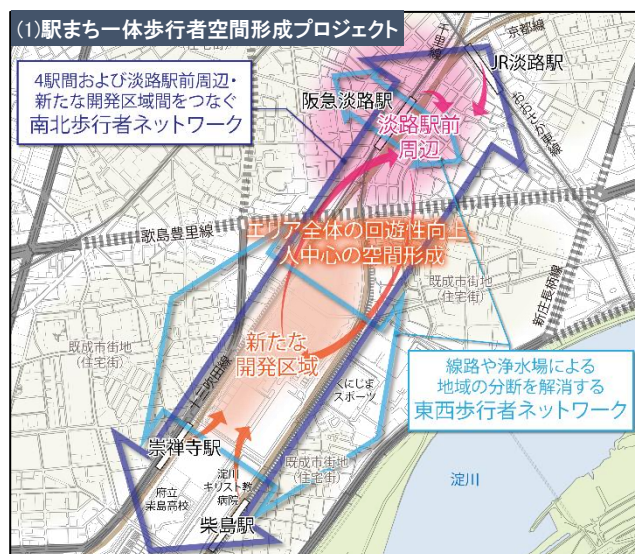 (1)駅まち一体歩行者空間形成プロジェクト
千里線
京都線
JR淡路駅
4駅間および淡路駅前周辺・
新たな開発区域間をつなぐ
南北歩行者ネットワーク
阪急淡路駅
淡路駅前
周辺
おおさか東線
歌島豊里線
エリア全体の回遊性向上
人中心の空間形成
既成市街地
(住宅街)
新庄長柄線
既成市街地
(住宅街)
新たな
開発区域
くにじま
スポーツ
線路や浄水場による
地域の分断を解消する
東西歩行者ネットワーク
崇禅寺駅
淀川
キリスト教
病院
既成市街地
(住宅街)
府立
柴島高校
柴島駅
淀川